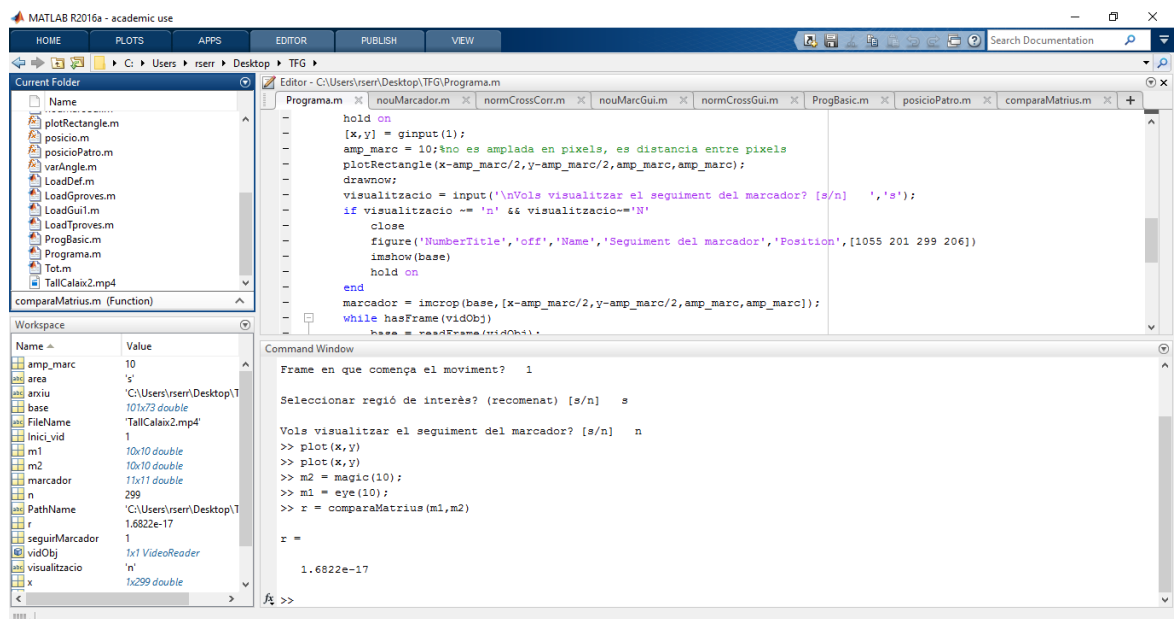 MATLAB R2016a - academic use
HOME PLOTS APPS EDITOR PUBLISH VIEW Search Documentation
C: Users rserr Desktop TFG
Current Folder
Name
plotRectangle.m
posicio.m
posicioPatro.m
varAngle.m
LoadDef.m
LoadGproves.m
LoadGui1.m
LoadTproves.m
ProgBasic.m
Programa.m
Tot.m
TallCalaix2.mp4
comparaMatrius.m (Function)
Workspace
Name Value
amp_marc 10
area 's'
arxiu 'C:\Users\rserr\Desktop\T
base 101x73 double
FileName 'TallCalaix2.mp4'
Inici_vid 1
m1 10x10 double
m2 10x10 double
marcador 11x11 double
n 299
PathName 'C:\Users\rserr\Desktop\T
r 1.6822e-17
seguirMarcador 1
vidObj 1x1 VideoReader
visualitzacio 'n'
x 1x299 double
Editor - C:\Users\rserr\Desktop\TFG\Programa.m
Programa.m nouMarcador.m normCrossCorr.m nouMarcGui.m normCrossGui.m ProgBasic.m posicioPatro.m comparaMatrius.m +
hold on
[x,y] = ginput(1);
amp_marc = 10;%no es amplada en pixels, es distancia entre pixels
plotRectangle(x-amp_marc/2,y-amp_marc/2,amp_marc,amp_marc);
drawnow;
visualitzacio = input('\nVols visualitzar el seguiment del marcador? [s/n]   ','s');
if visualitzacio ~= 'n' && visualitzacio~='N'
close
figure('NumberTitle','off','Name','Seguiment del marcador','Position',[1055 201 299 206])
imshow(base)
hold on
end
marcador = imcrop(base,[x-amp_marc/2,y-amp_marc/2,amp_marc,amp_marc]);
while hasFrame(vidObj)
base = readFrame(vidObj);
Command Window
Frame en que comença el moviment?   1
Seleccionar regió de interès? (recomenat) [s/n]   s
Vols visualitzar el seguiment del marcador? [s/n]   n
>> plot(x,y)
>> plot(x,y)
>> m2 = magic(10);
>> m1 = eye(10);
>> r = comparaMatrius(m1,m2)
r =
1.6822e-17
fx >>